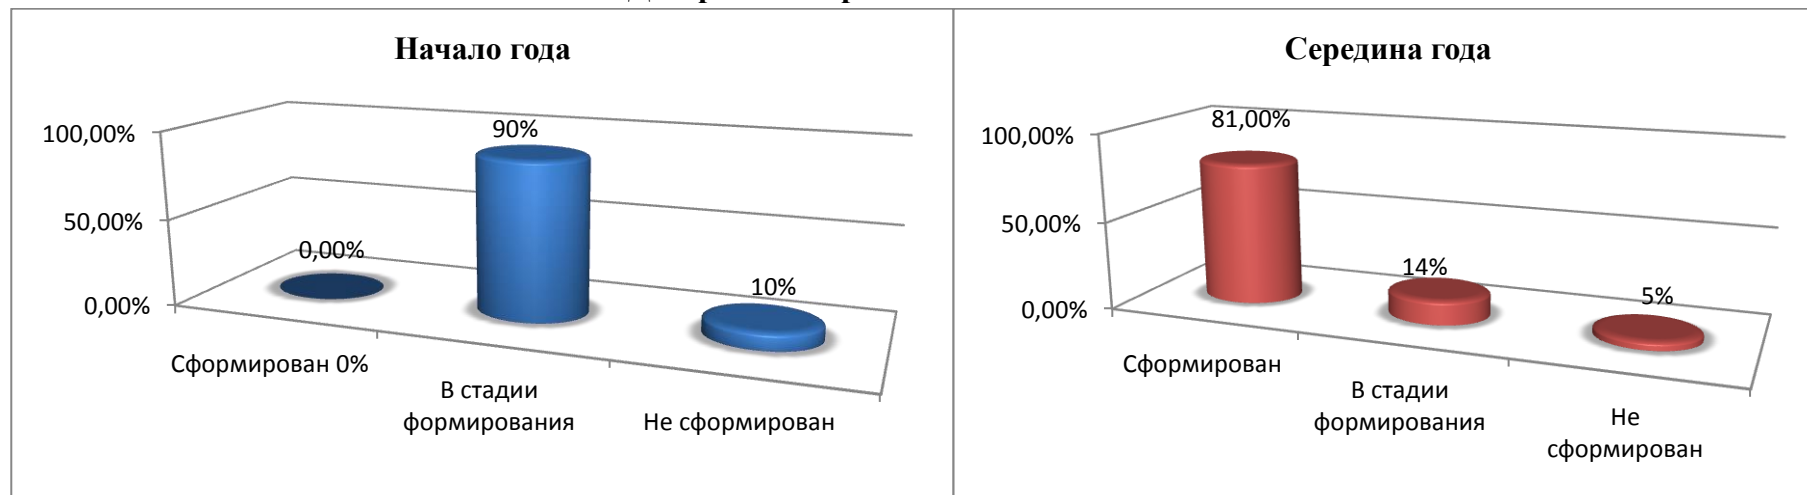 Начало года
100,00%
50,00%
0,00%
0,00%
90%
10%
Сформирован 0%
В стадии
формирования
Не сформирован
Середина года
100,00%
50,00%
0,00%
81,00%
14%
5%
Сформирован
В стадии
формирования
Не
сформирован